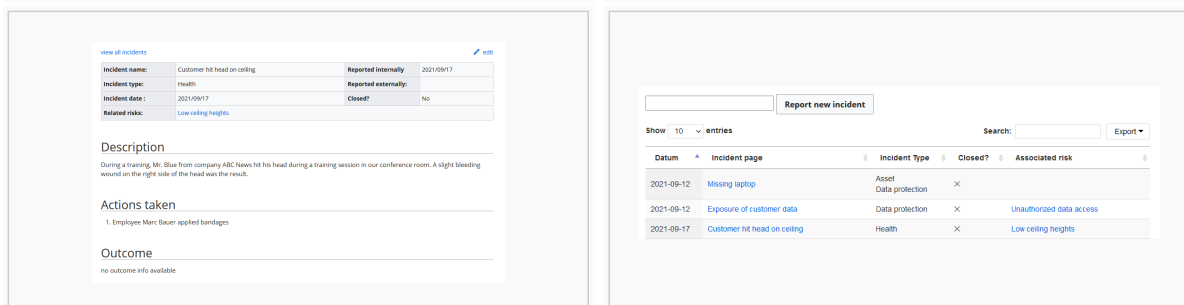 view all incidents edit
Incident name: Customer hit head on ceiling Reported internally 2021/09/17
Incident type: Health Reported externally:
Incident date : 2021/09/17 Closed? No
Related risks: Low ceiling heights
Description
During a training, Mr. Blue from company ABC News hit his head during a training session in our conference room. A slight bleeding
wound on the right side of the head was the result.
Actions taken
1. Employee Marc Bauer applied bandages
Outcome
no outcome info available
Report new incident
Show 10 entries Search: Export
Datum Incident page Incident Type Closed? Associated risk
2021-09-12 Missing laptop Asset
Data protection
2021-09-12 Exposure of customer data Data protection Unauthorized data access
2021-09-17 Customer hit head on ceiling Health Low ceiling heights